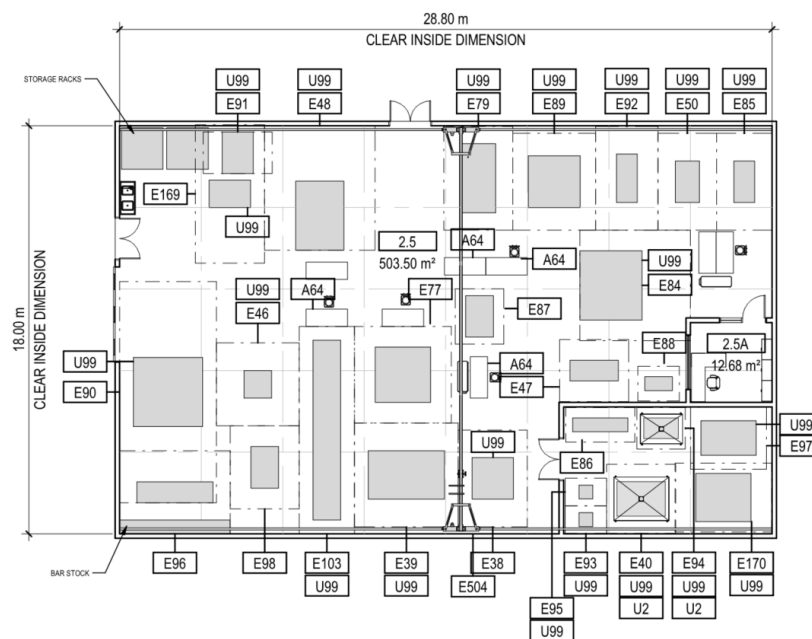 28.80 m
CLEAR INSIDE DIMENSION
STORAGE RACKS
U99
E91
U99
E48
U99
E79
U99
E89
U99
E92
U99
E50
U99
E85
18.00 m
CLEAR INSIDE DIMENSION
E169
U99
2.5
503.50 m²
A64
A64
U99
E84
U99
E46
A64
E77
E87
E88
2.5A
12.68 m²
U99
E90
A64
E47
U99
E86
U99
E97
BAR STOCK
E96
E98
E103
U99
E39
U99
E38
E504
E95
U99
E93
U99
E40
U99
U2
E94
U99
U2
E170
U99